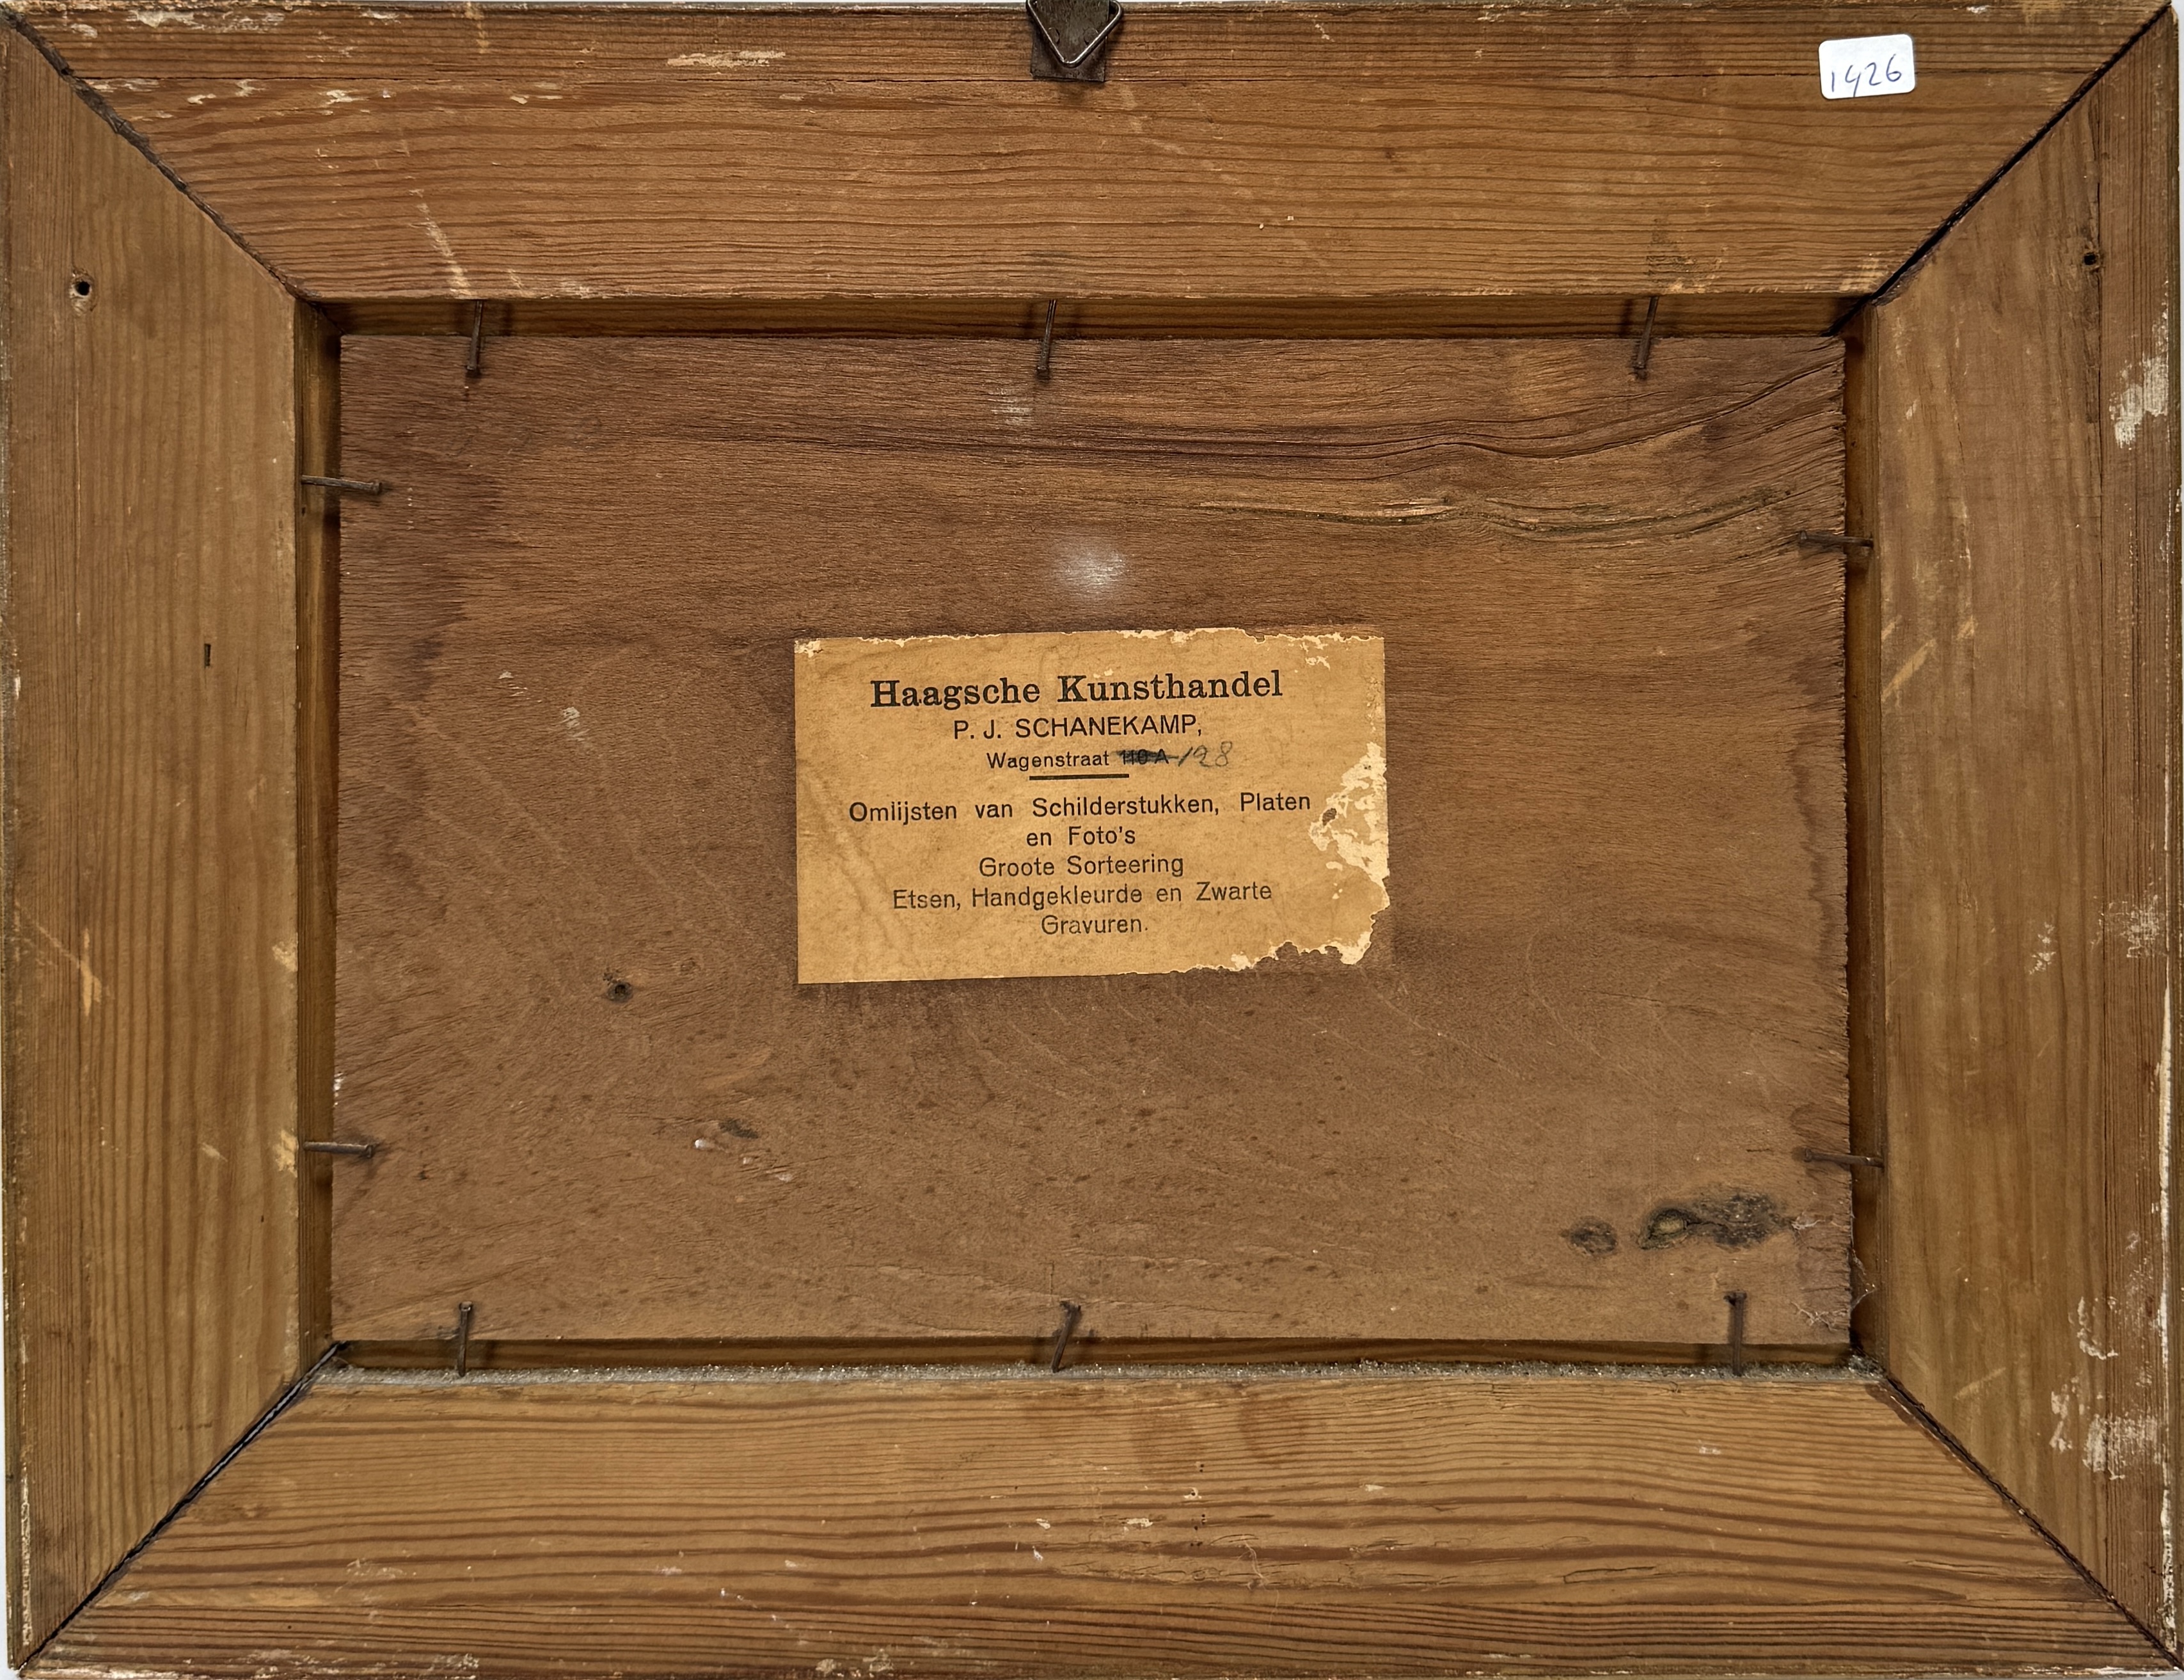 1426
Haagsche Kunsthandel
P. J. SCHANEKAMP,
Wagenstraat 110A 128
Omlijsten van Schilderstukken, Platen
en Foto's
Groote Sorteering
Etsen, Handgekleurde en Zwarte
Gravuren.